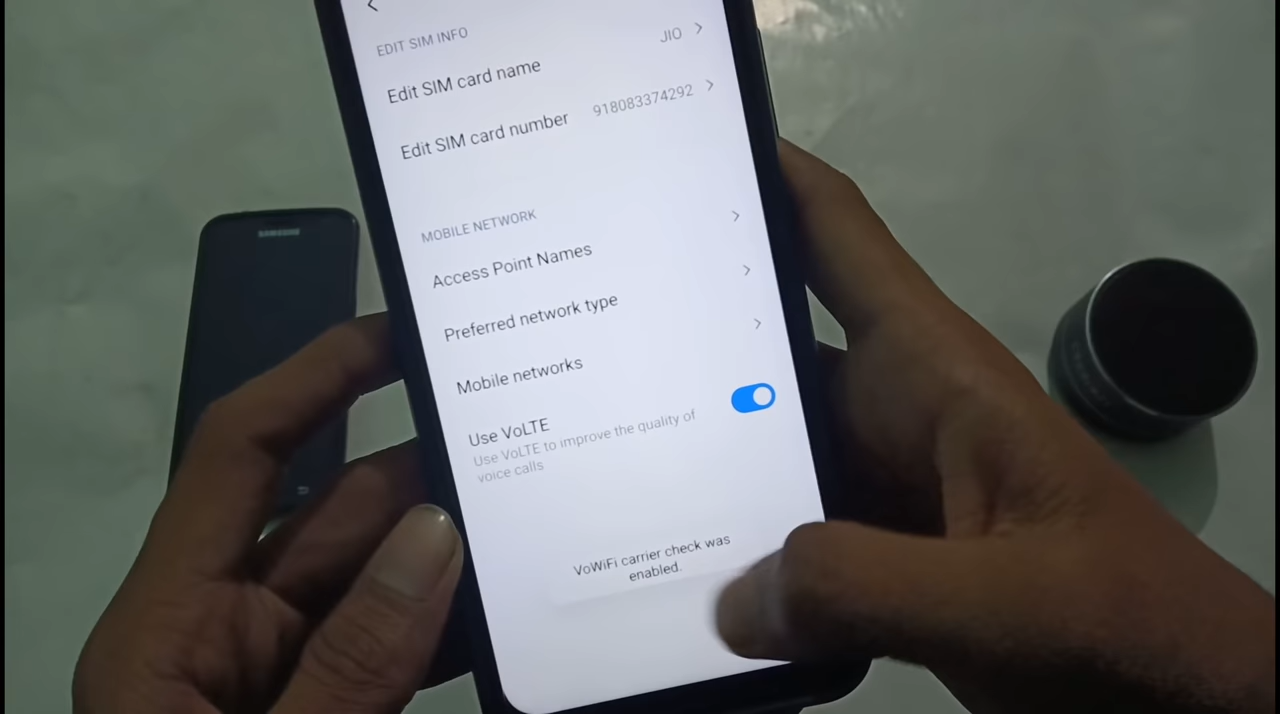 EDIT SIM INFO
Edit SIM card name JIO
Edit SIM card number 918083374292
MOBILE NETWORK
Access Point Names
Preferred network type
Mobile networks
Use VoLTE
Use VoLTE to improve the quality of
voice calls
VoWiFi carrier check was
enabled.
SAMSUNG